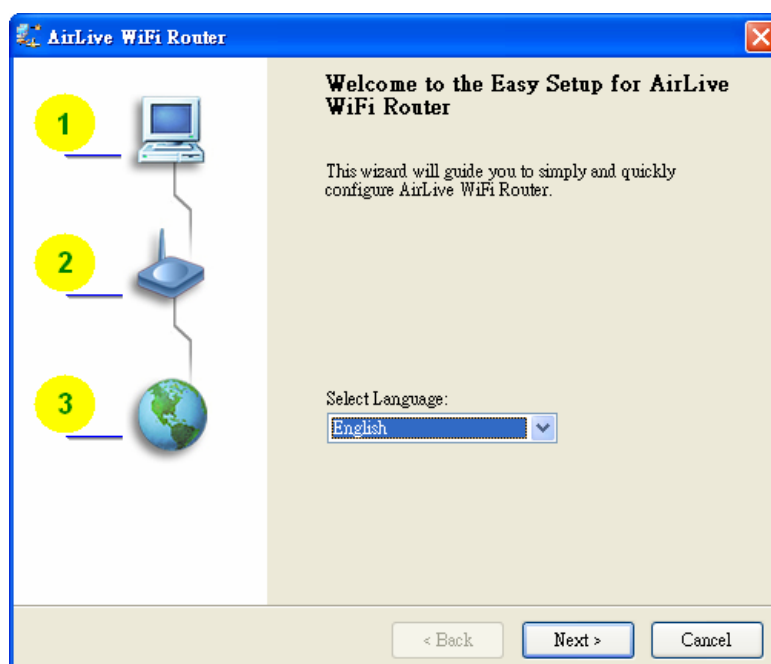 AirLive WiFi Router
1
2
3
Welcome to the Easy Setup for AirLive
WiFi Router
This wizard will guide you to simply and quickly
configure AirLive WiFi Router.
Select Language:
English
< Back
Next >
Cancel